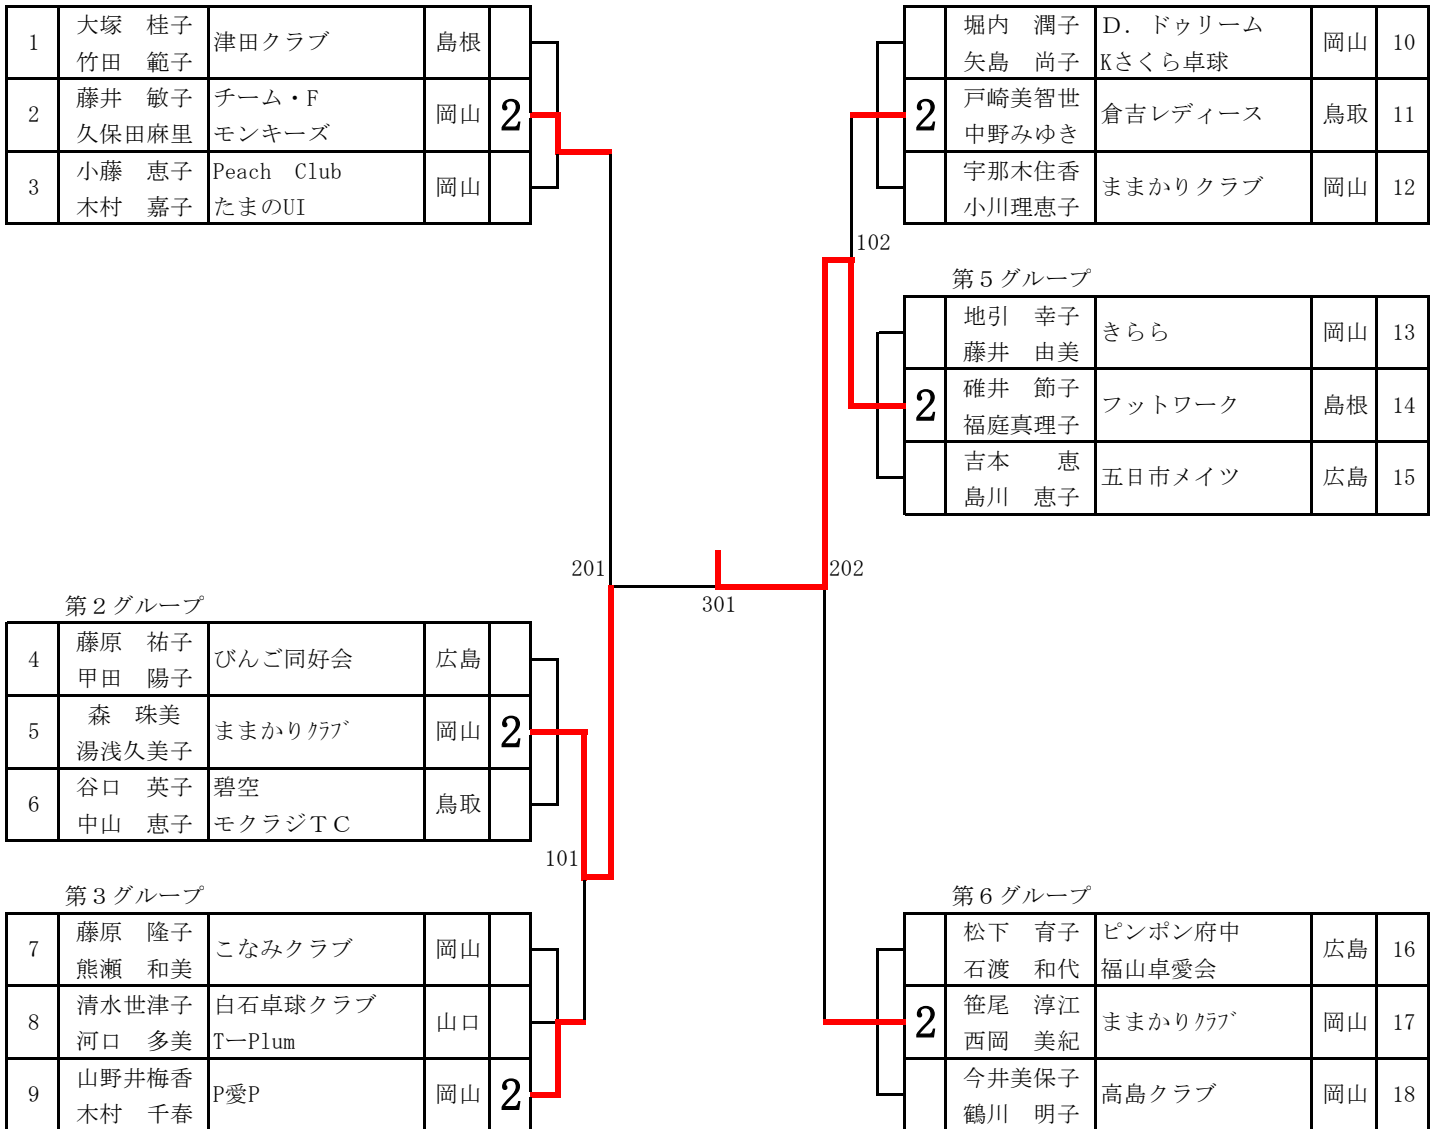 1 大塚　桂子 津田クラブ 島根
竹田　範子
2 藤井　敏子 チーム・F 岡山 2
久保田麻里 モンキーズ
3 小藤　恵子 Peach　Club 岡山
木村　嘉子 たまのUI
堀内　潤子 Ｄ．ドゥリーム 岡山 10
矢島　尚子 Kさくら卓球
2 戸崎美智世 倉吉レディース 鳥取 11
中野みゆき
宇那木住香 ままかりクラブ 岡山 12
小川理恵子
102
第５グループ
地引　幸子 きらら 岡山 13
藤井　由美
2 碓井　節子 フットワーク 島根 14
福庭真理子
吉本　　恵 五日市メイツ 広島 15
島川　恵子
201
202
301
第２グループ
4 藤原　祐子 びんご同好会 広島
甲田　陽子
5 森　珠美 ままかりｸﾗﾌﾞ 岡山 2
湯浅久美子
6 谷口　英子 碧空 鳥取
中山　恵子 モクラジＴＣ
101
第３グループ
7 藤原　隆子 こなみクラブ 岡山
熊瀬　和美
8 清水世津子 白石卓球クラブ 山口
河口　多美 TーPlum
9 山野井梅香 P愛P 岡山 2
木村　千春
第６グループ
松下　育子 ピンポン府中 広島 16
石渡　和代 福山卓愛会
2 笹尾　淳江 ままかりｸﾗﾌﾞ 岡山 17
西岡　美紀
今井美保子 高島クラブ 岡山 18
鶴川　明子